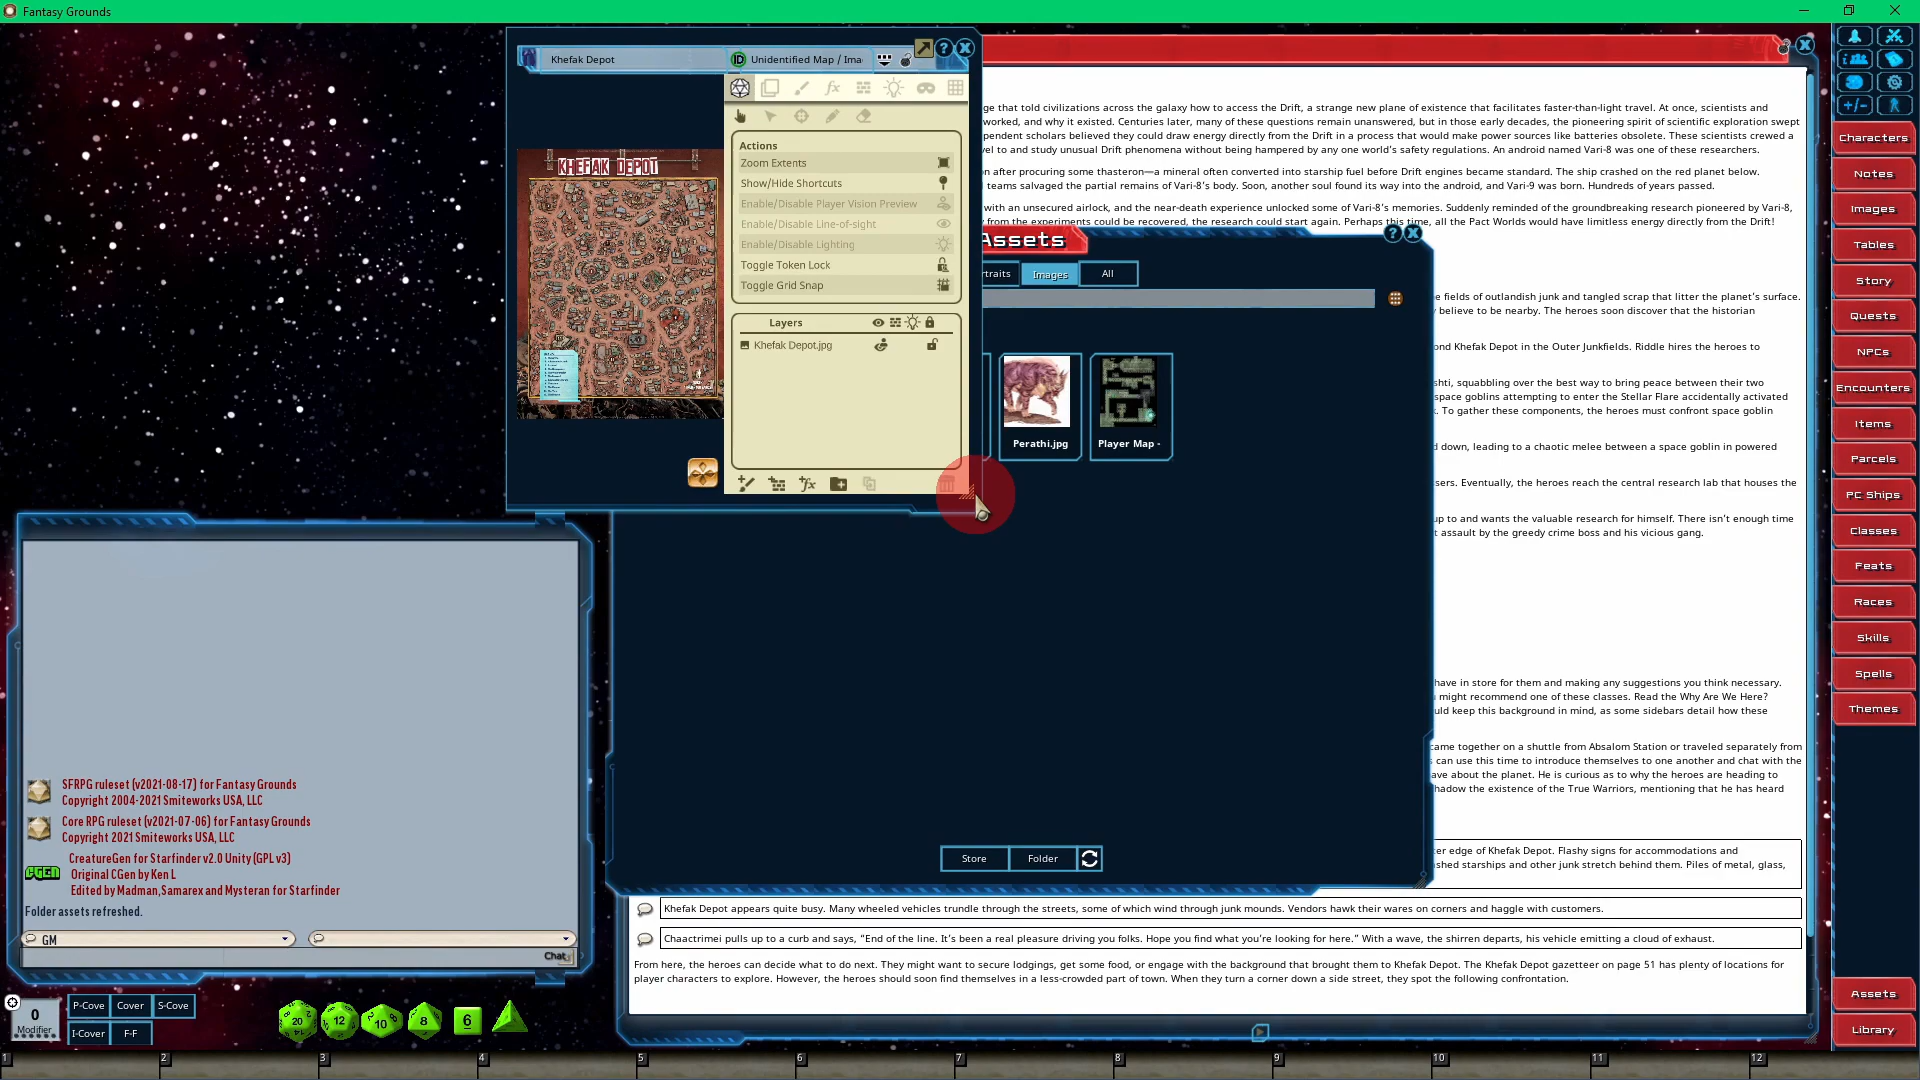 Fantasy Grounds
Khefak Depot
ID Unidentified Map / Ima
KHEFAK DEPOT
Actions
Zoom Extents
Show/Hide Shortcuts
Enable/Disable Player Vision Preview
Enable/Disable Line-of-sight
Enable/Disable Lighting
Toggle Token Lock
Toggle Grid Snap
Layers
Khefak Depot.jpg
ge that told civilizations across the galaxy how to access the Drift, a strange new plane of existence that facilitates faster-than-light travel. At once, scientists and
worked, and why it existed. Centuries later, many of these questions remain unanswered, but in those early decades, the pioneering spirit of scientific exploration swept
pendent scholars believed they could draw energy directly from the Drift in a process that would make power sources like batteries obsolete. These scientists crewed a
vel to and study unusual Drift phenomena without being hampered by any one world's safety regulations. An android named Vari-8 was one of these researchers.
on after procuring some thasteron—a mineral often converted into starship fuel before Drift engines became standard. The ship crashed on the red planet below.
teams salvaged the partial remains of Vari-8's body. Soon, another soul found its way into the android, and Vari-9 was born. Hundreds of years passed.
with an unsecured airlock, and the near-death experience unlocked some of Vari-8's memories. Suddenly reminded of the groundbreaking research pioneered by Vari-8,
from the experiments could be recovered, the research could start again. Perhaps this time, all the Pact Worlds would have limitless energy directly from the Drift!
Assets
traits
Images
All
Perathi.jpg
Player Map -
Store
Folder
e fields of outlandish junk and tangled scrap that litter the planet's surface.
believe to be nearby. The heroes soon discover that the historian
ond Khefak Depot in the Outer Junkfields. Riddle hires the heroes to
shti, squabbling over the best way to bring peace between their two
space goblins attempting to enter the Stellar Flare accidentally activated
. To gather these components, the heroes must confront space goblin
d down, leading to a chaotic melee between a space goblin in powered
sers. Eventually, the heroes reach the central research lab that houses the
up to and wants the valuable research for himself. There isn't enough time
t assault by the greedy crime boss and his vicious gang.
have in store for them and making any suggestions you think necessary.
might recommend one of these classes. Read the Why Are We Here?
uld keep this background in mind, as some sidebars detail how these
came together on a shuttle from Absalom Station or traveled separately from
can use this time to introduce themselves to one another and chat with the
ave about the planet. He is curious as to why the heroes are heading to
hadow the existence of the True Warriors, mentioning that he has heard
ter edge of Khefak Depot. Flashy signs for accommodations and
shed starships and other junk stretch behind them. Piles of metal, glass,
Khefak Depot appears quite busy. Many wheeled vehicles trundle through the streets, some of which wind through junk mounds. Vendors hawk their wares on corners and haggle with customers.
Chaactrimei pulls up to a curb and says, "End of the line. It's been a real pleasure driving you folks. Hope you find what you're looking for here." With a wave, the shirren departs, his vehicle emitting a cloud of exhaust.
From here, the heroes can decide what to do next. They might want to secure lodgings, get some food, or engage with the background that brought them to Khefak Depot. The Khefak Depot gazetteer on page 51 has plenty of locations for
player characters to explore. However, the heroes should soon find themselves in a less-crowded part of town. When they turn a corner down a side street, they spot the following confrontation.
SFRPG ruleset (v2021-08-17) for Fantasy Grounds
Copyright 2004-2021 Smiteworks USA, LLC
Core RPG ruleset (v2021-07-06) for Fantasy Grounds
Copyright 2021 Smiteworks USA, LLC
CGEN
CreatureGen for Starfinder v2.0 Unity (GPL v3)
Original CGen by Ken L
Edited by Madman,Samarex and Mysteran for Starfinder
Folder assets refreshed.
GM
Chat
0
Modifier
P-Cove
Cover
S-Cove
I-Cover
F-F
20
12
10
8
6
1 2 3 4 5 6 7 8 9 10 11 12
+/-
Characters
Notes
Images
Tables
Story
Quests
NPCs
Encounters
Items
Parcels
PC Ships
Classes
Feats
Races
Skills
Spells
Themes
Assets
Library